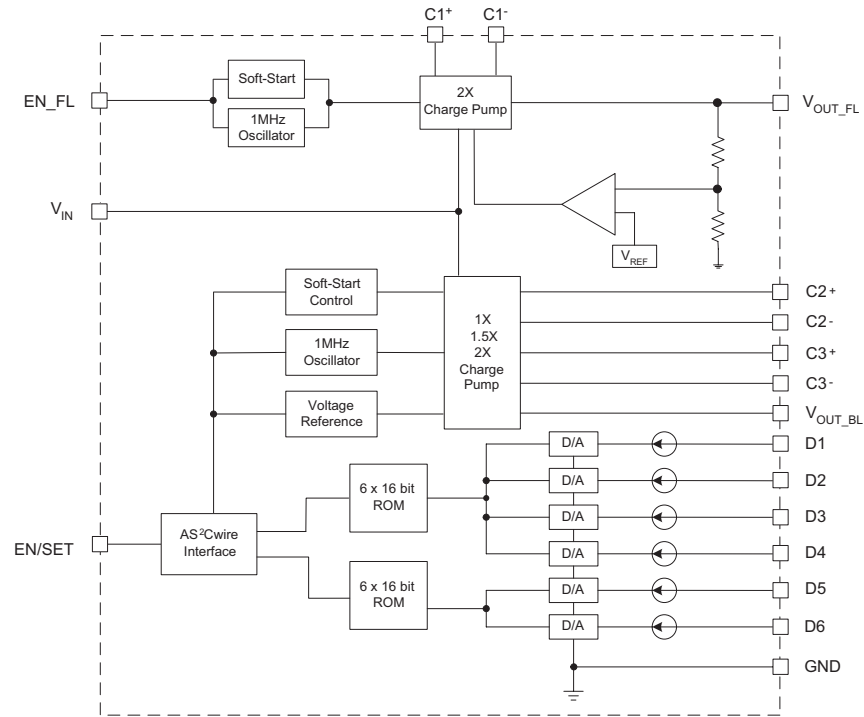 C1+ C1-
EN_FL
Soft-Start
1MHz
Oscillator
2X
Charge Pump
VOUT_FL
VIN
VREF
Soft-Start
Control
1MHz
Oscillator
Voltage
Reference
1X
1.5X
2X
Charge
Pump
C2+
C2-
C3+
C3-
VOUT_BL
D/A D1
D/A D2
D/A D3
D/A D4
D/A D5
D/A D6
GND
6 x 16 bit
ROM
EN/SET
AS²Cwire
Interface
6 x 16 bit
ROM